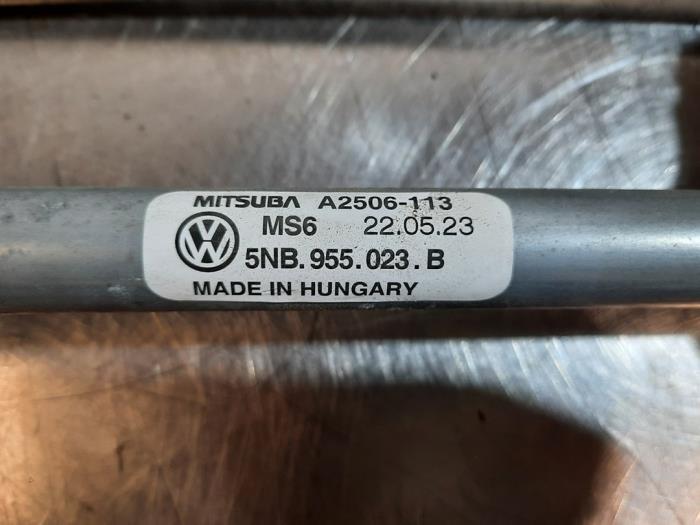 MITSUBA A2506-113
MS6 22.05.23
5NB.955.023.B
MADE IN HUNGARY